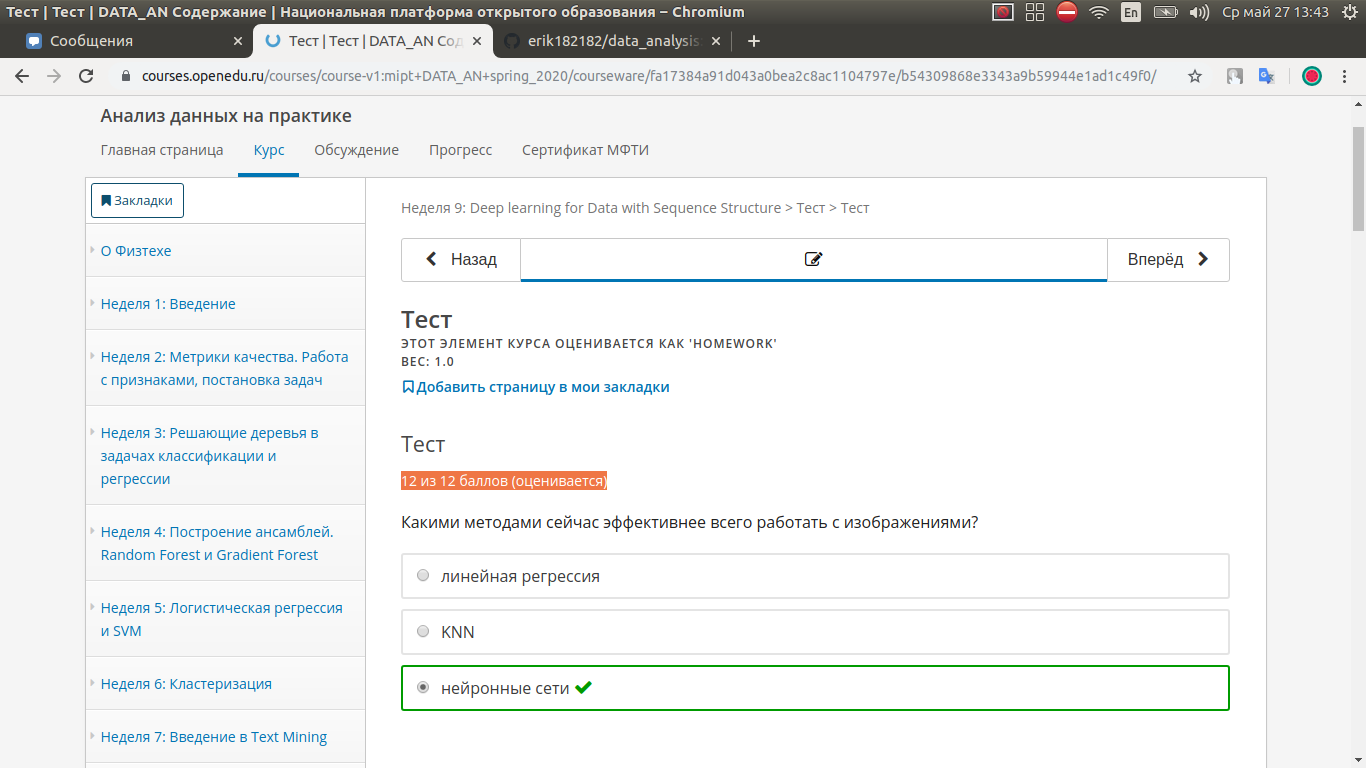 Тест | Тест | DATA_AN Содержание | Национальная платформа открытого образования – Chromium
En
Ср май 27 13:43
Сообщения
Тест | Тест | DATA_AN Сод
erik182182/data_analysis
courses.openedu.ru/courses/course-v1:mipt+DATA_AN+spring_2020/courseware/fa17384a91d043a0bea2c8ac1104797e/b54309868e3343a9b59944e1ad1c49f0/
Анализ данных на практике
Главная страница
Курс
Обсуждение
Прогресс
Сертификат МФТИ
Закладки
О Физтехе
Неделя 1: Введение
Неделя 2: Метрики качества. Работа
с признаками, постановка задач
Неделя 3: Решающие деревья в
задачах классификации и
регрессии
Неделя 4: Построение ансамблей.
Random Forest и Gradient Forest
Неделя 5: Логистическая регрессия
и SVM
Неделя 6: Кластеризация
Неделя 7: Введение в Text Mining
Неделя 9: Deep learning for Data with Sequence Structure > Тест > Тест
Назад
Вперёд
Тест
ЭТОТ ЭЛЕМЕНТ КУРСА ОЦЕНИВАЕТСЯ КАК 'HOMEWORK'
ВЕС: 1.0
Добавить страницу в мои закладки
Тест
12 из 12 баллов (оценивается)
Какими методами сейчас эффективнее всего работать с изображениями?
линейная регрессия
KNN
нейронные сети